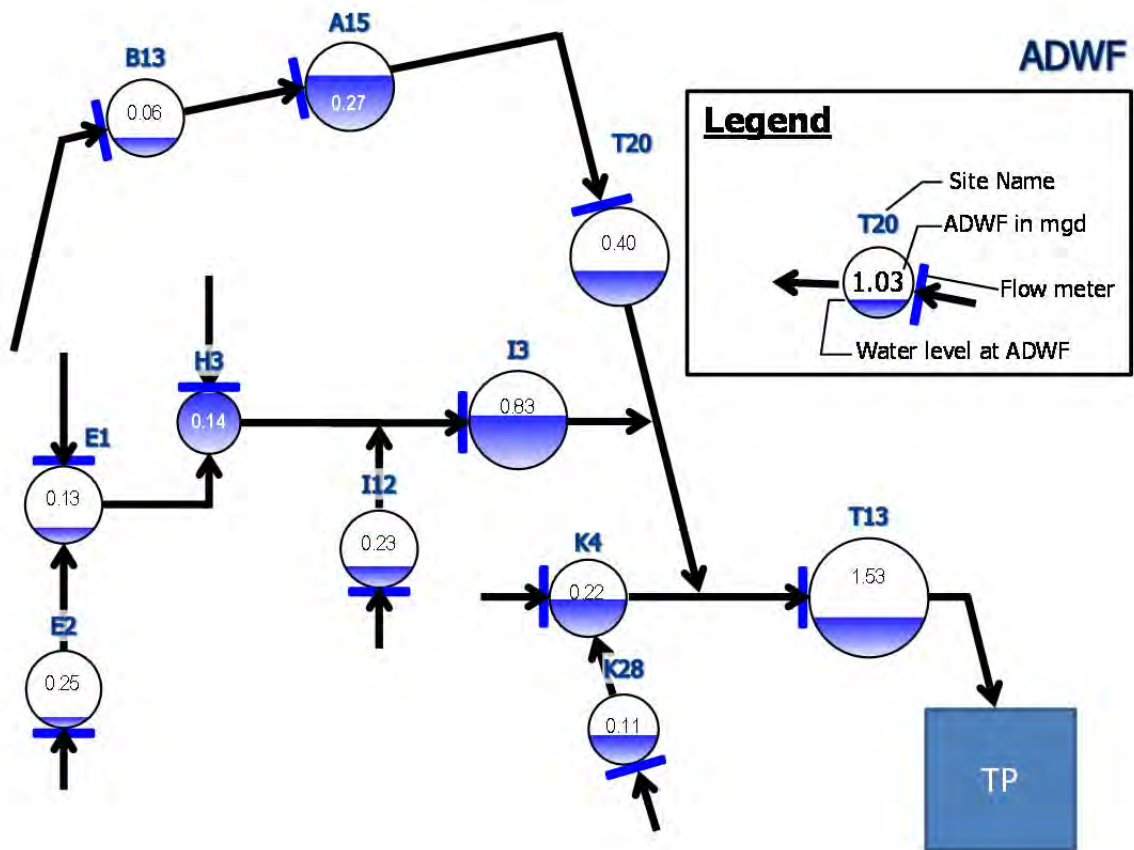 ADWF
A15
B13
0.06
0.27
T20
0.40
Legend
Site Name
T20
ADWF in mgd
1.03
Flow meter
Water level at ADWF
H3
0.14
I3
0.83
E1
0.13
I12
0.23
K4
0.22
T13
1.53
E2
0.25
K28
0.11
TP